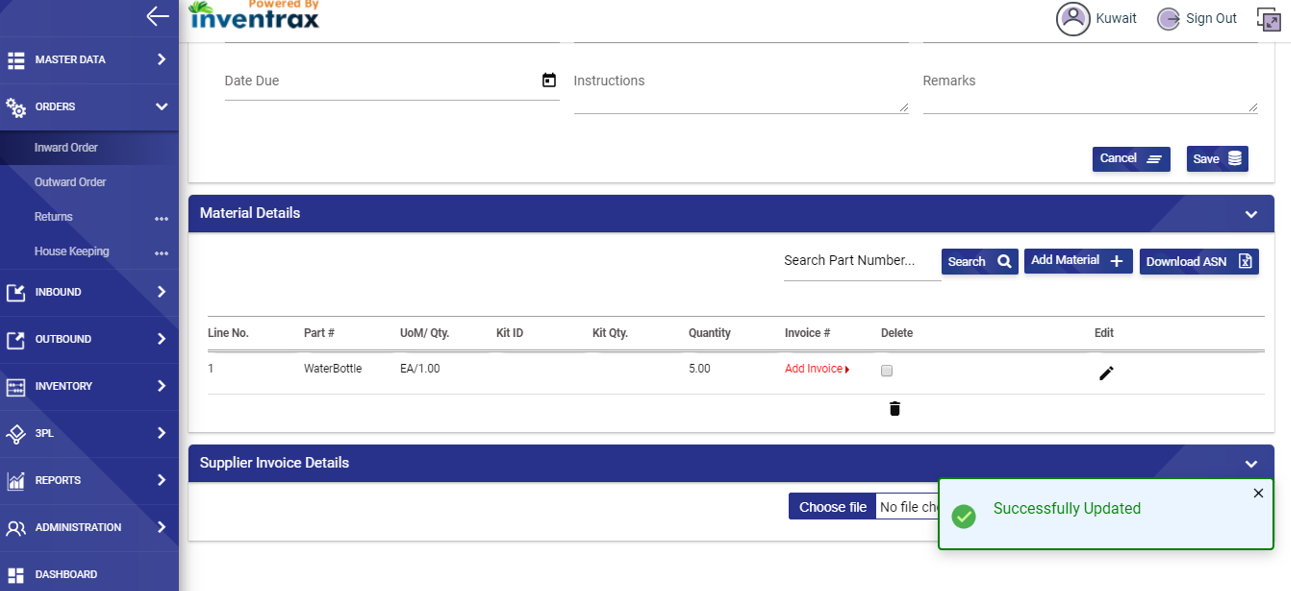 Powered By
inventrax
Kuwait
Sign Out
MASTER DATA
ORDERS
Inward Order
Outward Order
Returns
House Keeping
INBOUND
OUTBOUND
INVENTORY
3PL
REPORTS
ADMINISTRATION
DASHBOARD
Date Due
Instructions
Remarks
Cancel
Save
Material Details
Search Part Number...
Search
Add Material
Download ASN
Line No. Part # UoM/ Qty. Kit ID Kit Qty. Quantity Invoice # Delete Edit
1 WaterBottle EA/1.00 5.00 Add Invoice
Supplier Invoice Details
Choose file No file
Successfully Updated